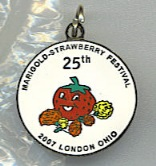 MARIGOLD-STRAWBERRY FESTIVAL
25th
2007 LONDON OHIO